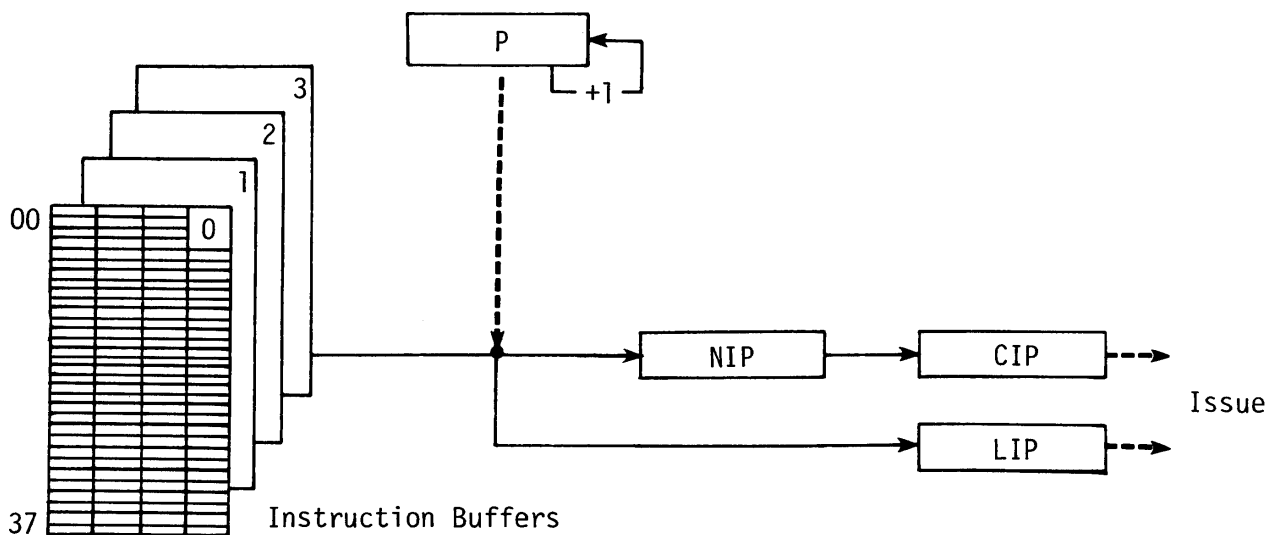 P
+1
3
2
1
00
0
NIP
CIP
Issue
LIP
37
Instruction Buffers